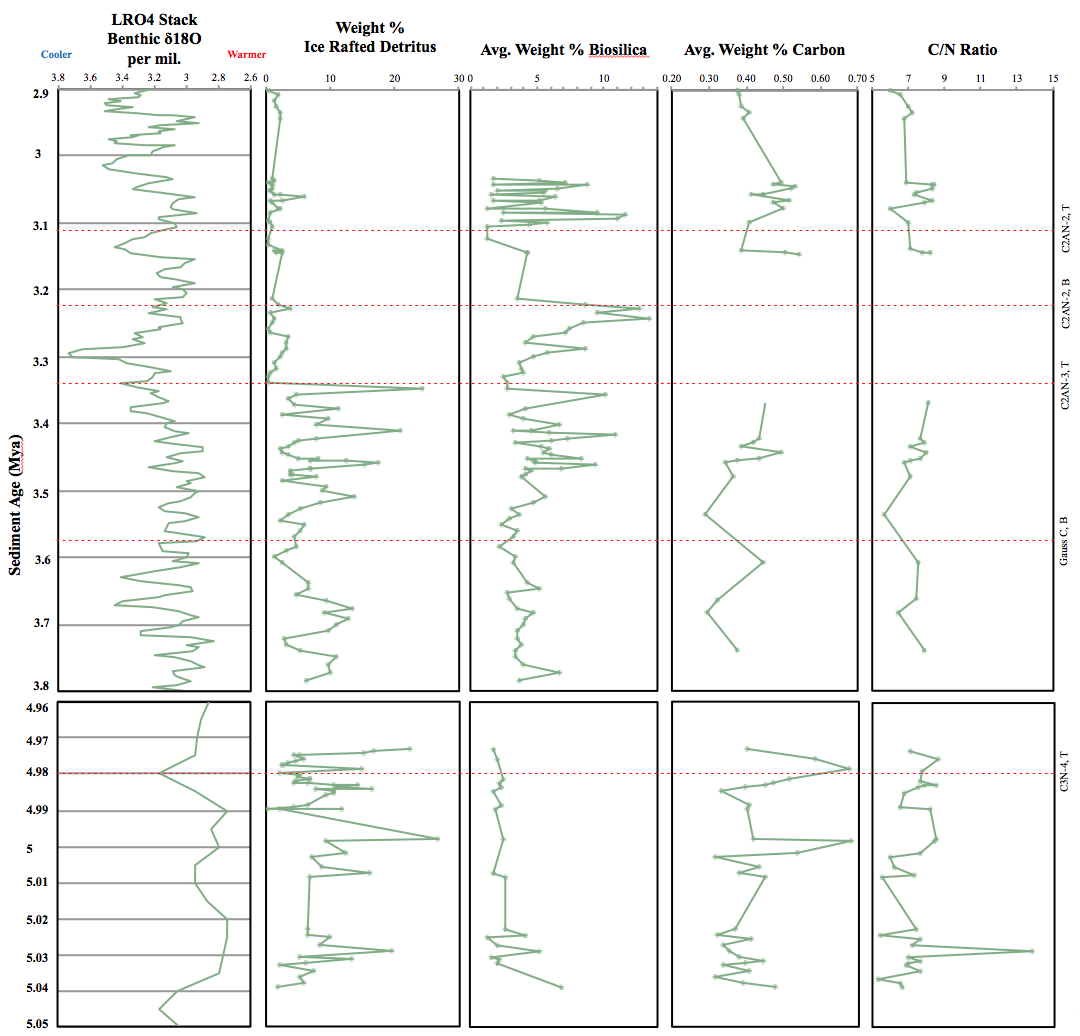 LRO4 Stack
Benthic δ18O
per mil.
Cooler
Warmer
3.8 3.6 3.4 3.2 3 2.8 2.6
Weight %
Ice Rafted Detritus
0 10 20 30
Avg. Weight % Biosilica
0 5 10
Avg. Weight % Carbon
0.20 0.30 0.40 0.50 0.60 0.70
C/N Ratio
5 7 9 11 13 15
Sediment Age (Mya)
2.9
3
3.1
3.2
3.3
3.4
3.5
3.6
3.7
3.8
C2AN-2, T
C2AN-2, B
C2AN-3, T
Gauss C, B
4.96
4.97
4.98
4.99
5
5.01
5.02
5.03
5.04
5.05
C3N-4, T